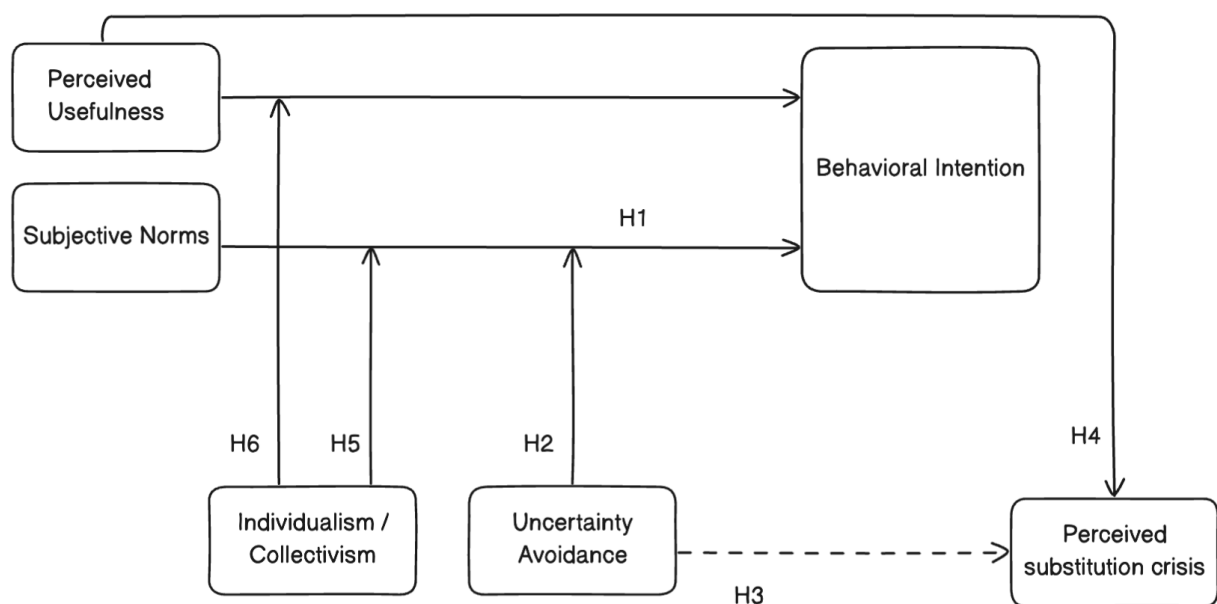 Perceived
Usefulness
Behavioral Intention
Subjective Norms
H1
H6
H5
H2
H4
Individualism /
Collectivism
Uncertainty
Avoidance
Perceived
substitution crisis
H3